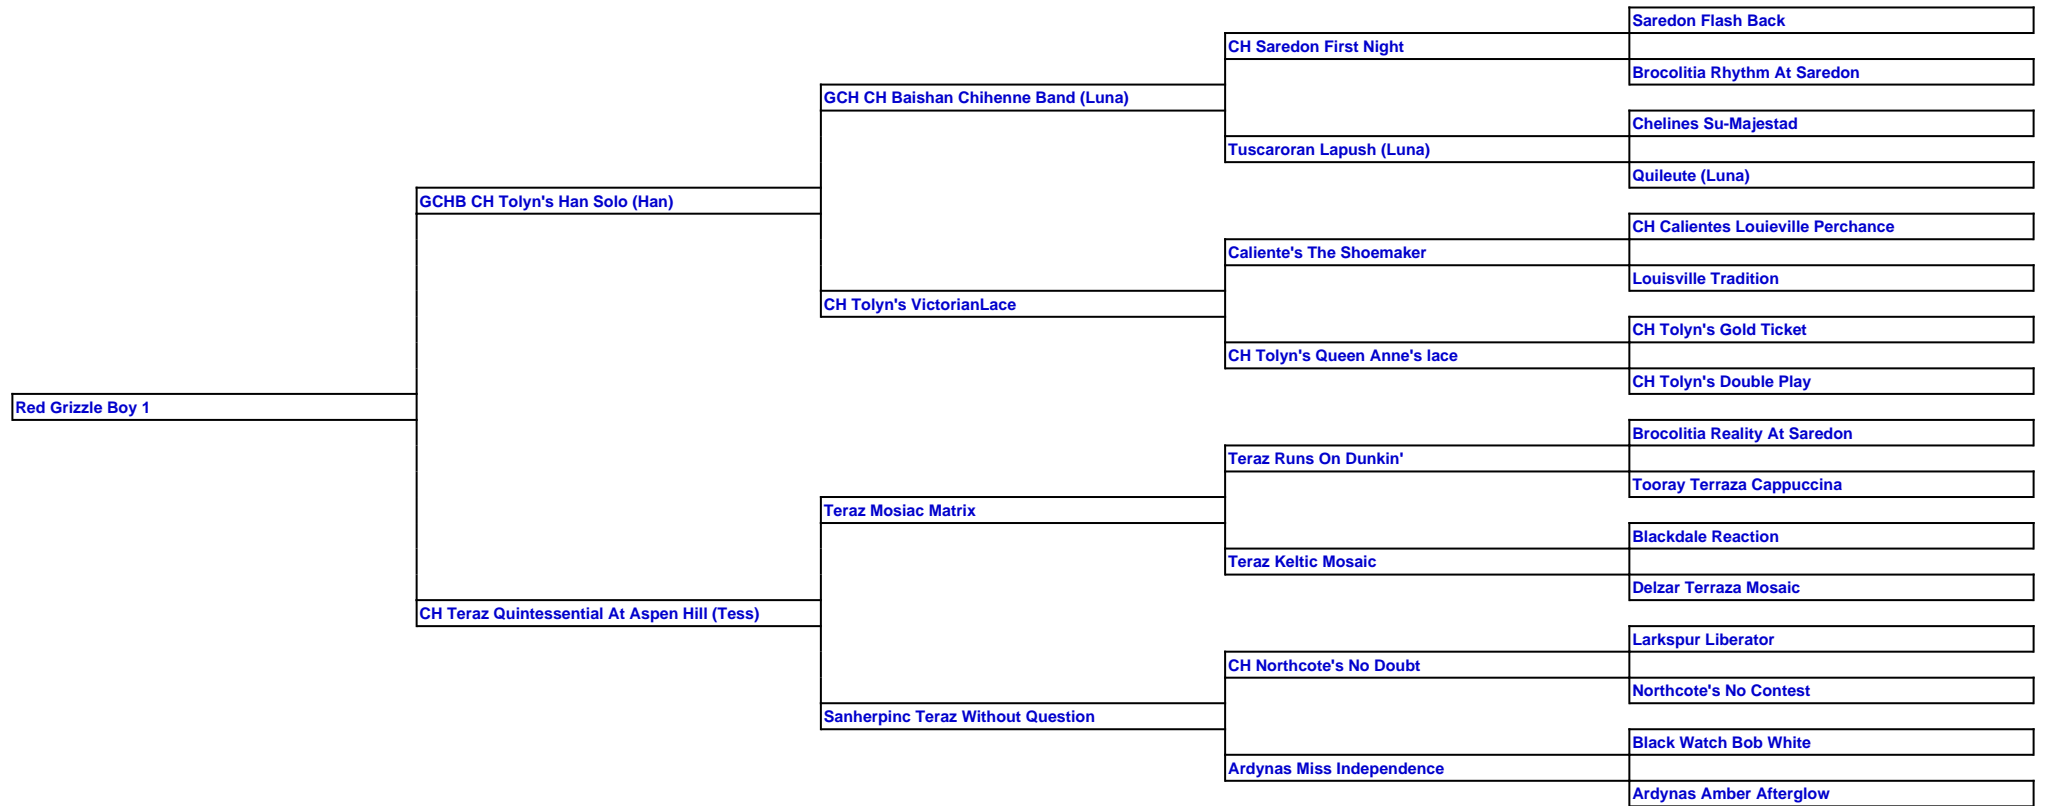 Saredon Flash Back
CH Saredon First Night
Brocolitia Rhythm At Saredon
GCH CH Baishan Chihenne Band (Luna)
Chelines Su-Majestad
Tuscaroran Lapush (Luna)
Quileute (Luna)
GCHB CH Tolyn's Han Solo (Han)
CH Calientes Louieville Perchance
Caliente's The Shoemaker
Louisville Tradition
CH Tolyn's VictorianLace
CH Tolyn's Gold Ticket
CH Tolyn's Queen Anne's lace
CH Tolyn's Double Play
Red Grizzle Boy 1
Brocolitia Reality At Saredon
Teraz Runs On Dunkin'
Tooray Terraza Cappuccina
Teraz Mosiac Matrix
Blackdale Reaction
Teraz Keltic Mosaic
Delzar Terraza Mosaic
CH Teraz Quintessential At Aspen Hill (Tess)
Larkspur Liberator
CH Northcote's No Doubt
Northcote's No Contest
Sanherpinc Teraz Without Question
Black Watch Bob White
Ardynas Miss Independence
Ardynas Amber Afterglow